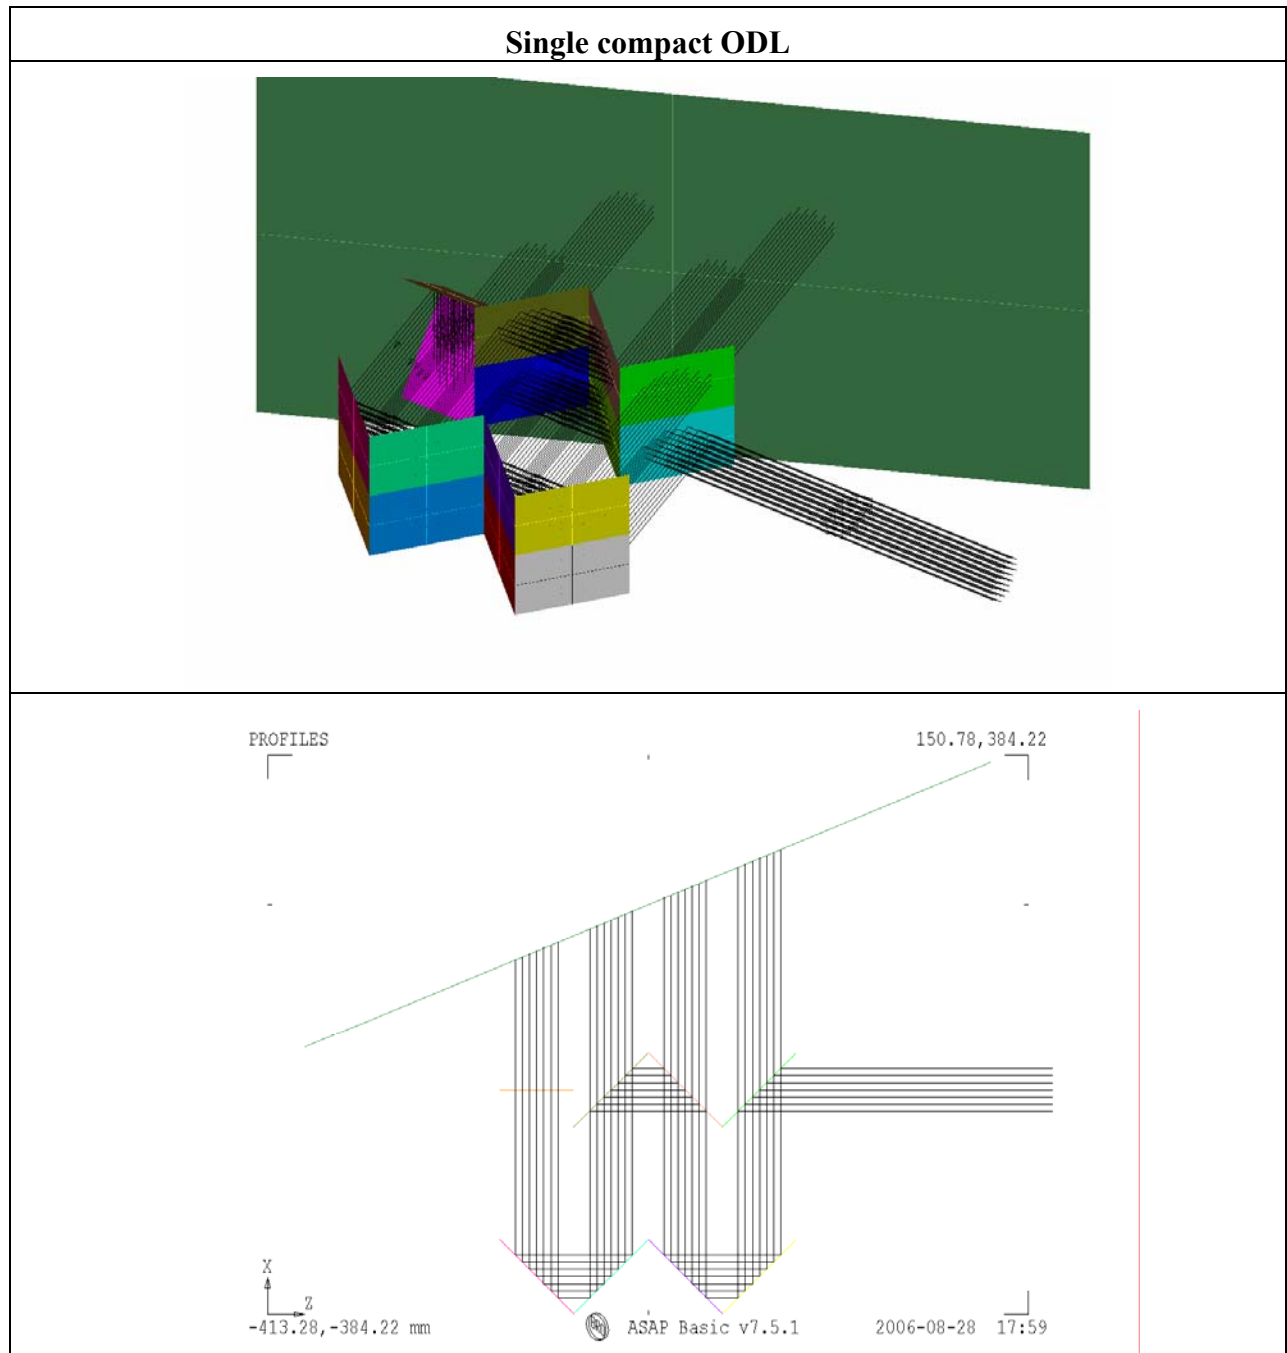 Single compact ODL
PROFILES
150.78,384.22
X
Z
-413.28,-384.22 mm
ASAP Basic v7.5.1
2006-08-28 17:59